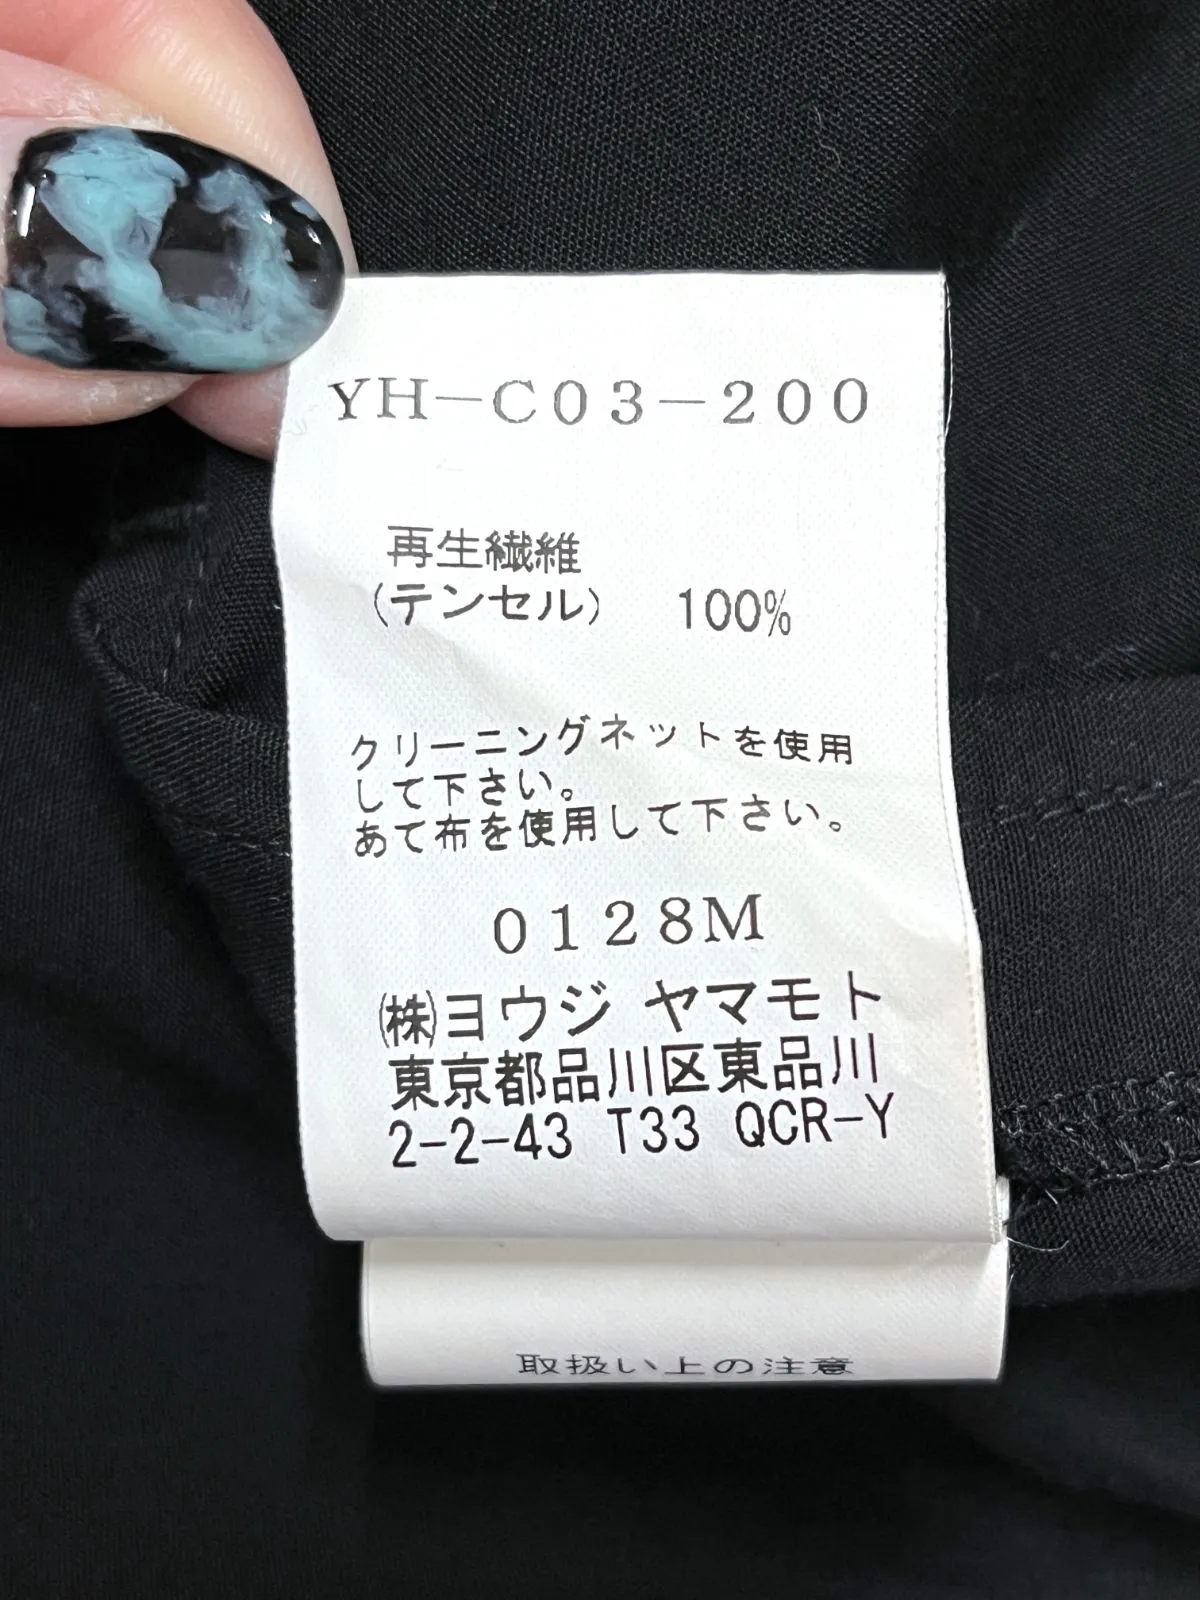 YH-C03-200
再生繊維
(テンセル) 100%
クリーニングネットを使用
して下さい。
あて布を使用して下さい。
0128M
㈱ヨウジ ヤマモト
東京都品川区東品川
2-2-43 T33 QCR-Y
取扱い上の注意